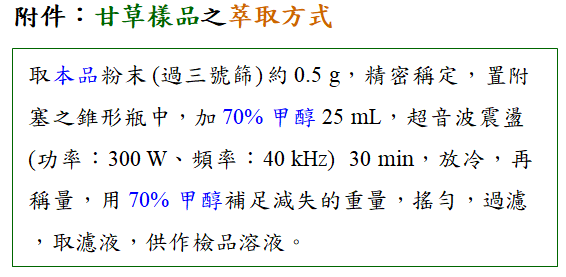 附件：甘草樣品之萃取方式
取本品粉末(過三號篩)約 0.5 g，精密稱定，置附
塞之錐形瓶中，加 70% 甲醇 25 mL，超音波震盪
(功率：300 W、頻率：40 kHz) 30 min，放冷，再
稱量，用 70% 甲醇補足減失的重量，搖勻，過濾
，取濾液，供作檢品溶液。